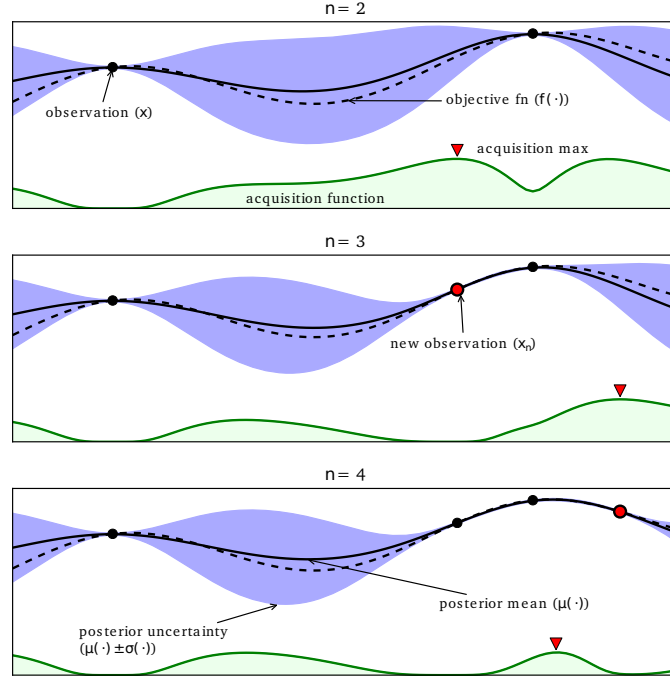 n = 2
observation (x)
objective fn (f(·))
acquisition max
acquisition function
n = 3
new observation (xn)
n = 4
posterior mean (μ(·))
posterior uncertainty
(μ(·) ±σ(·))